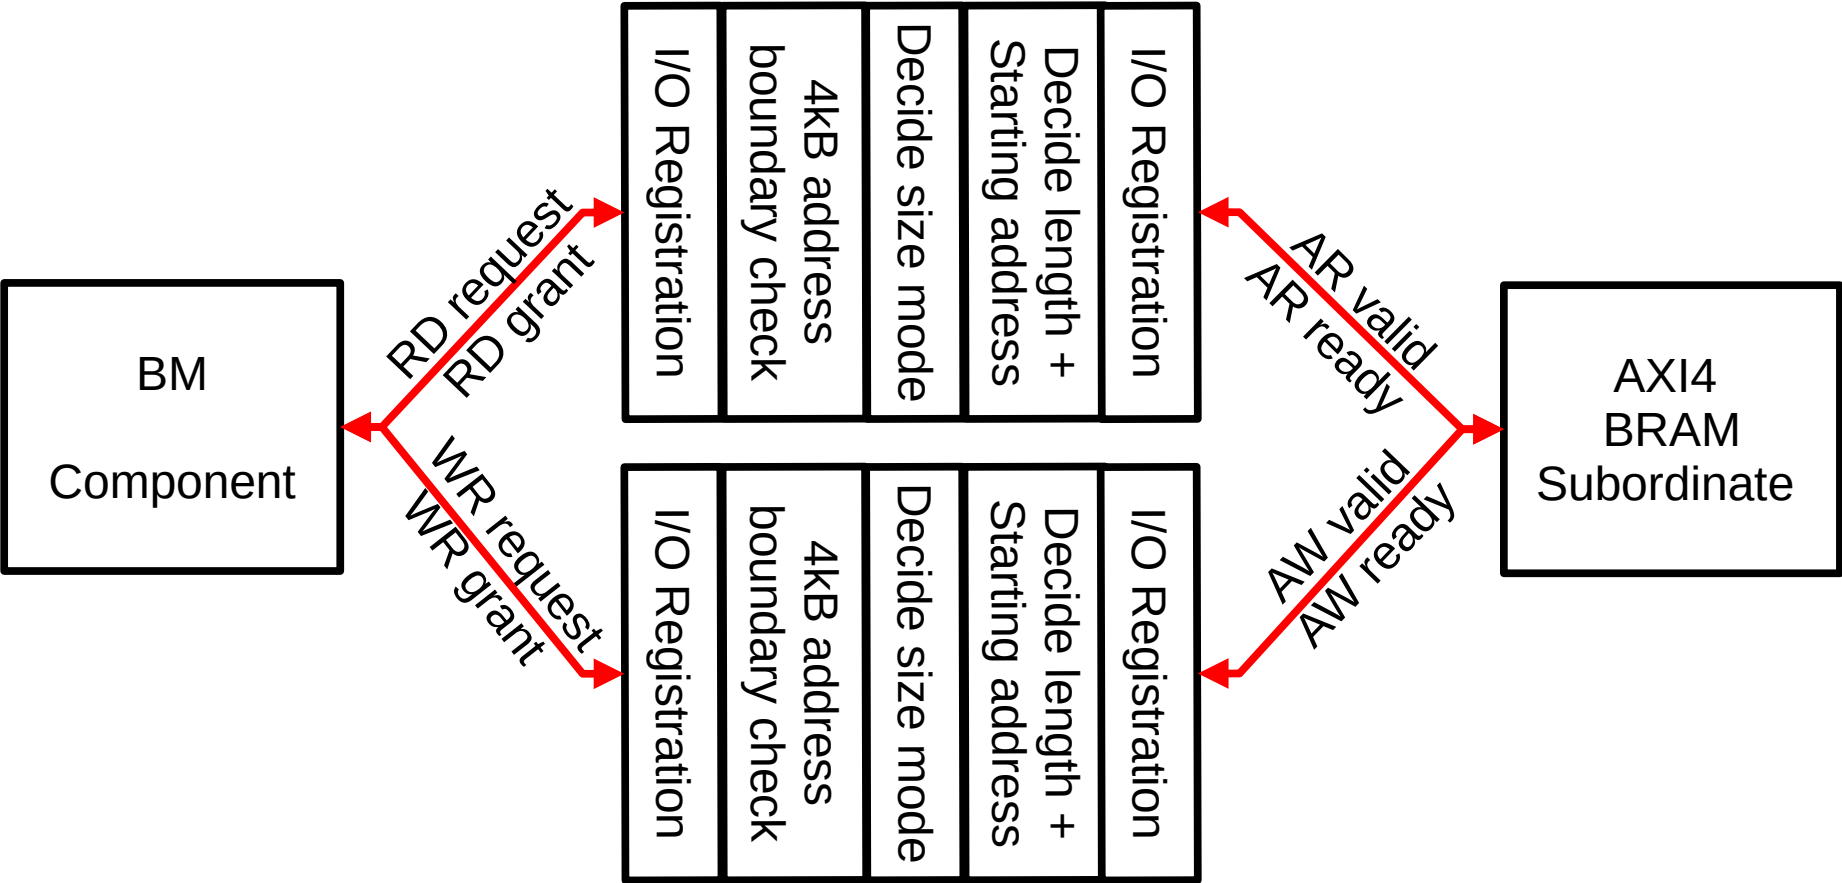 BM
Component
RD request
RD grant
WR request
WR grant
I/O Registration
4kB address
boundary check
Decide size mode
Decide length +
Starting address
I/O Registration
I/O Registration
4kB address
boundary check
Decide size mode
Decide length +
Starting address
I/O Registration
AR valid
AR ready
AW valid
AW ready
AXI4
BRAM
Subordinate